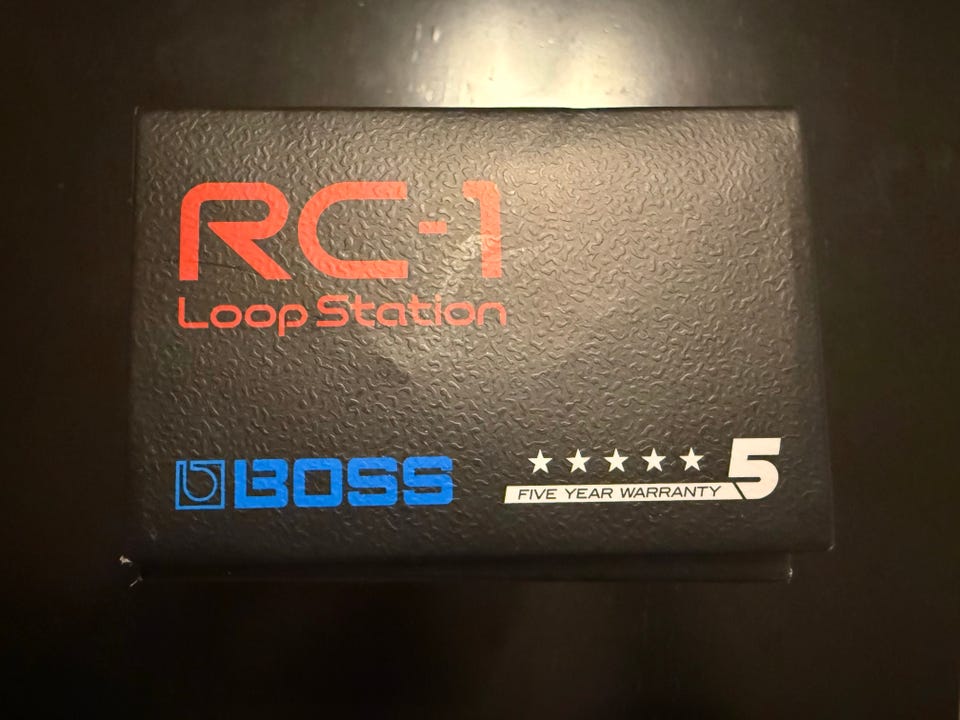 RC-1
Loop Station
BOSS
FIVE YEAR WARRANTY 5